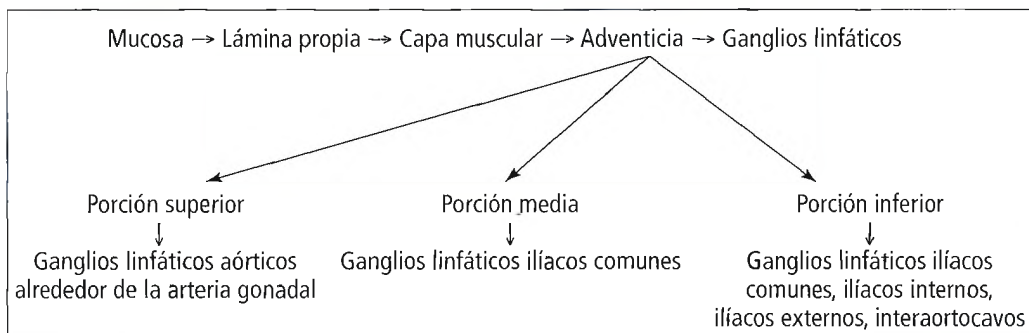 Mucosa → Lámina propia → Capa muscular → Adventicia → Ganglios linfáticos
Porción superior
Ganglios linfáticos aórticos
alrededor de la arteria gonadal
Porción media
Ganglios linfáticos ilíacos comunes
Porción inferior
Ganglios linfáticos ilíacos
comunes, ilíacos internos,
ilíacos externos, interaortocavos